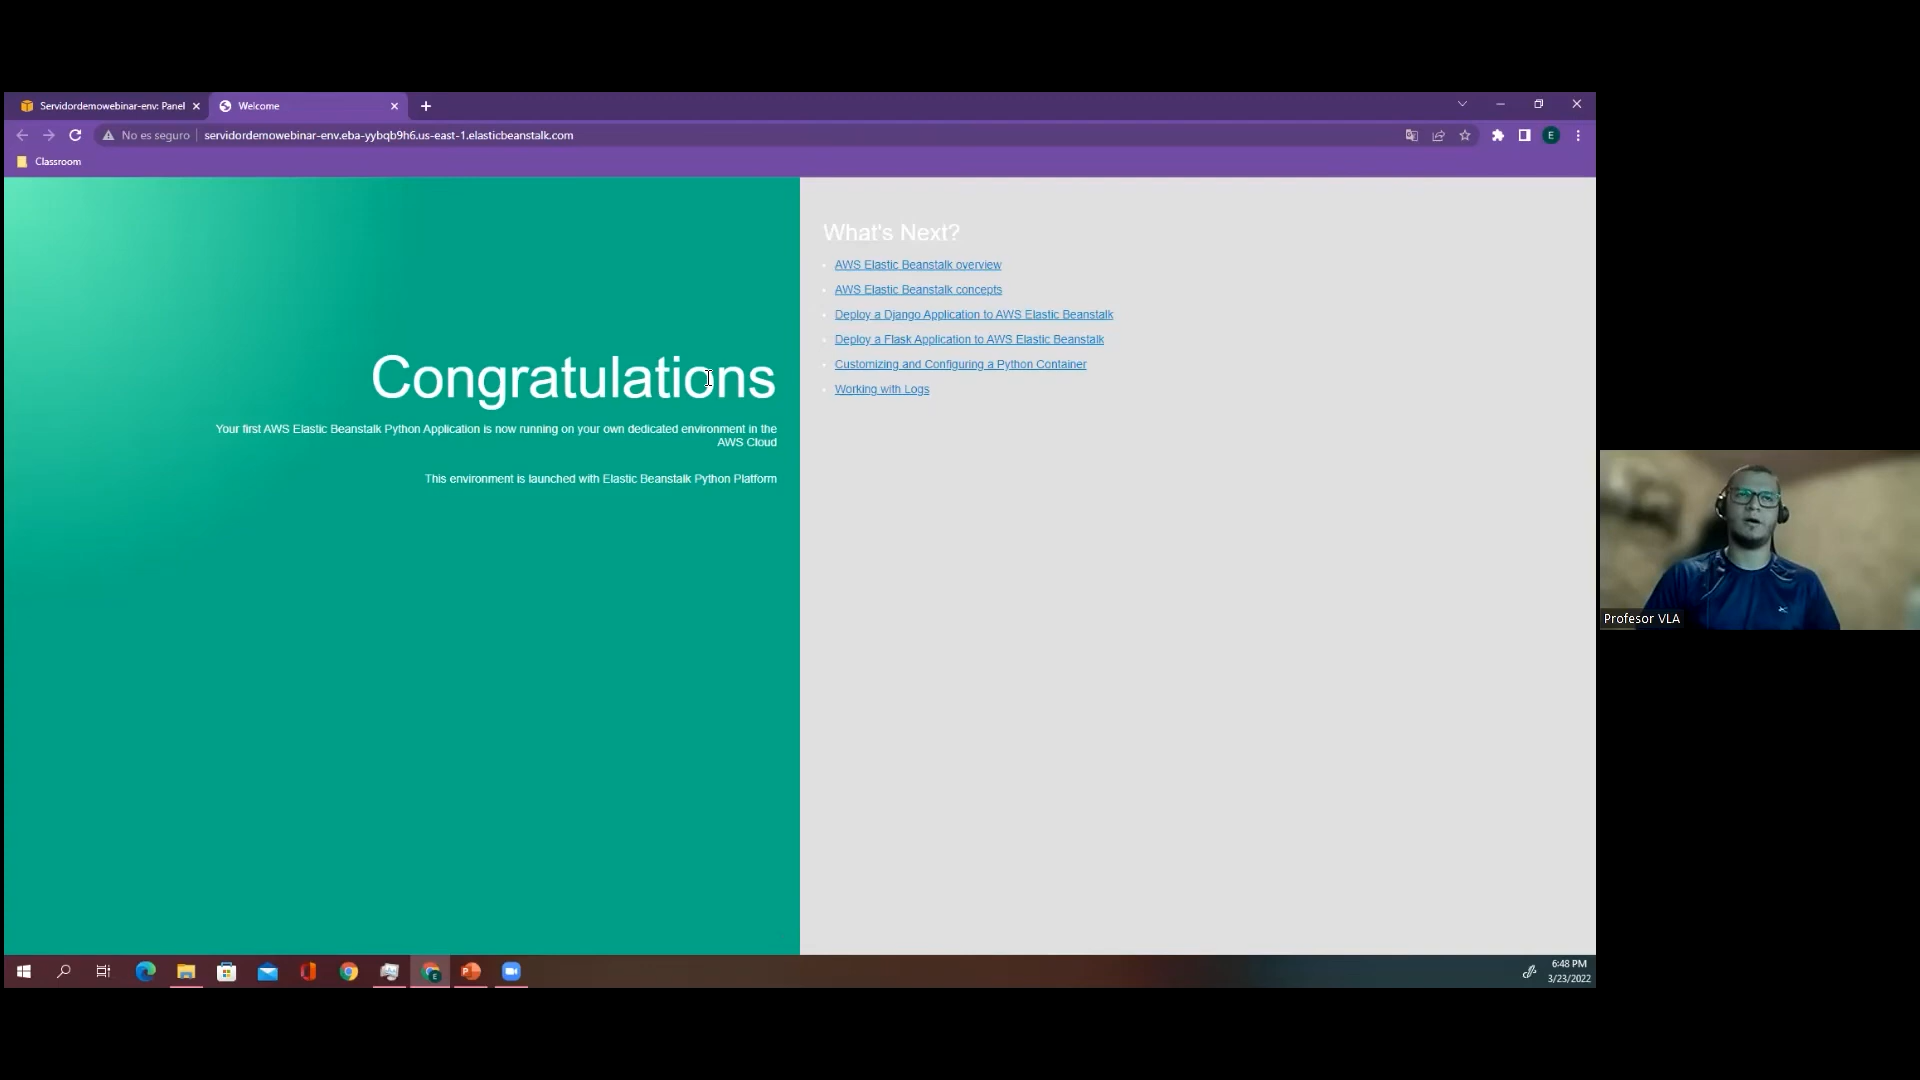 Servidordemowebinar-env: Panel
Welcome
No es seguro
servidordemowebinar-env.eba-yybqb9h6.us-east-1.elasticbeanstalk.com
E
Classroom
Congratulations
Your first AWS Elastic Beanstalk Python Application is now running on your own dedicated environment in the
AWS Cloud
This environment is launched with Elastic Beanstalk Python Platform
What's Next?
AWS Elastic Beanstalk overview
AWS Elastic Beanstalk concepts
Deploy a Django Application to AWS Elastic Beanstalk
Deploy a Flask Application to AWS Elastic Beanstalk
Customizing and Configuring a Python Container
Working with Logs
Profesor VLA
6:48 PM
3/23/2022